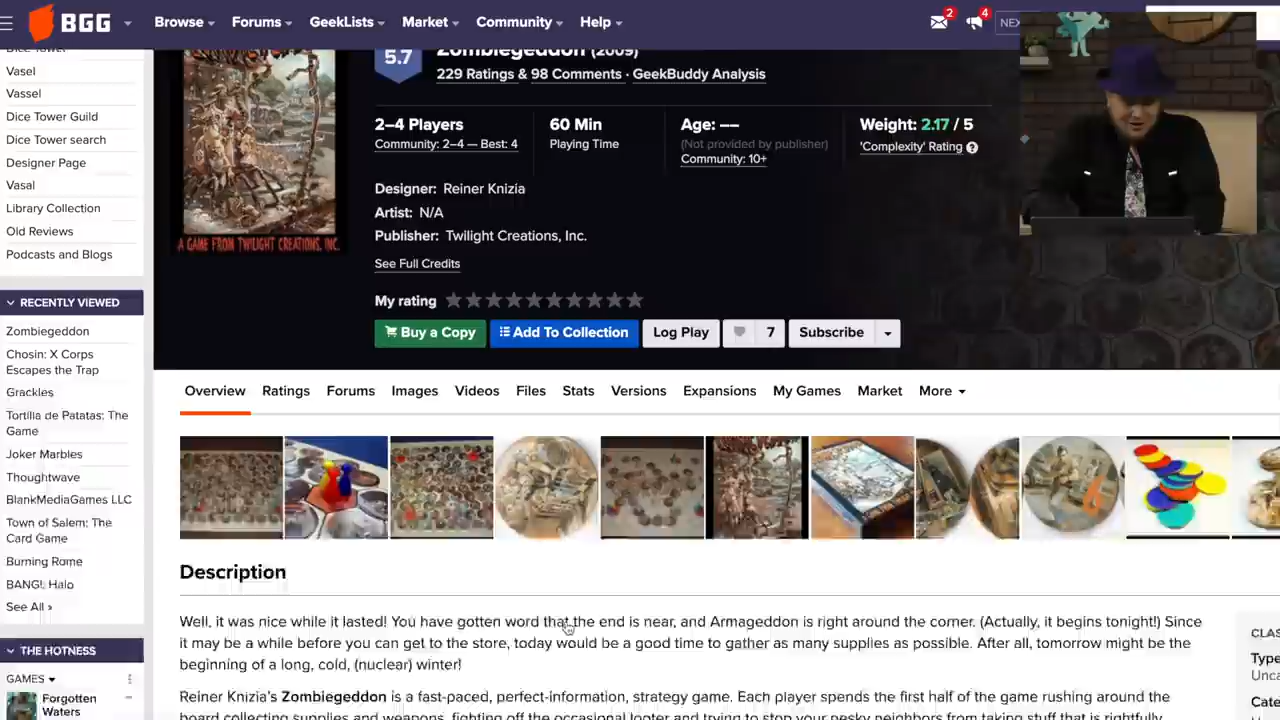 BGG Browse Forums GeekLists Market Community Help 2 4 NEX
Dice Tower
Vasel
Vassel
Dice Tower Guild
Dice Tower search
Designer Page
Vasal
Library Collection
Old Reviews
Podcasts and Blogs
RECENTLY VIEWED
Zombiegeddon
Chosin: X Corps
Escapes the Trap
Grackles
Tortilla de Patatas: The
Game
Joker Marbles
Thoughtwave
BlankMediaGames LLC
Town of Salem: The
Card Game
Burning Rome
BANG!: Halo
See All »
THE HOTNESS
GAMES
Forgotten
Waters
A GAME FROM TWILIGHT CREATIONS, INC.
5.7
Zombiegeddon (2009)
229 Ratings & 98 Comments · GeekBuddy Analysis
2–4 Players
Community: 2–4 — Best: 4
60 Min
Playing Time
Age: ––
(Not provided by publisher)
Community: 10+
Weight: 2.17 / 5
'Complexity' Rating ?
Designer: Reiner Knizia
Artist: N/A
Publisher: Twilight Creations, Inc.
See Full Credits
My rating
Buy a Copy Add To Collection Log Play 7 Subscribe
Overview Ratings Forums Images Videos Files Stats Versions Expansions My Games Market More
Description
Well, it was nice while it lasted! You have gotten word that the end is near, and Armageddon is right around the corner. (Actually, it begins tonight!) Since
it may be a while before you can get to the store, today would be a good time to gather as many supplies as possible. After all, tomorrow might be the
beginning of a long, cold, (nuclear) winter!
Reiner Knizia's Zombiegeddon is a fast-paced, perfect-information, strategy game. Each player spends the first half of the game rushing around the
board collecting supplies and weapons, fighting off the occasional looter and trying to stop your pesky neighbors from taking stuff that is rightfully
CLAS
Type
Unca
Cate